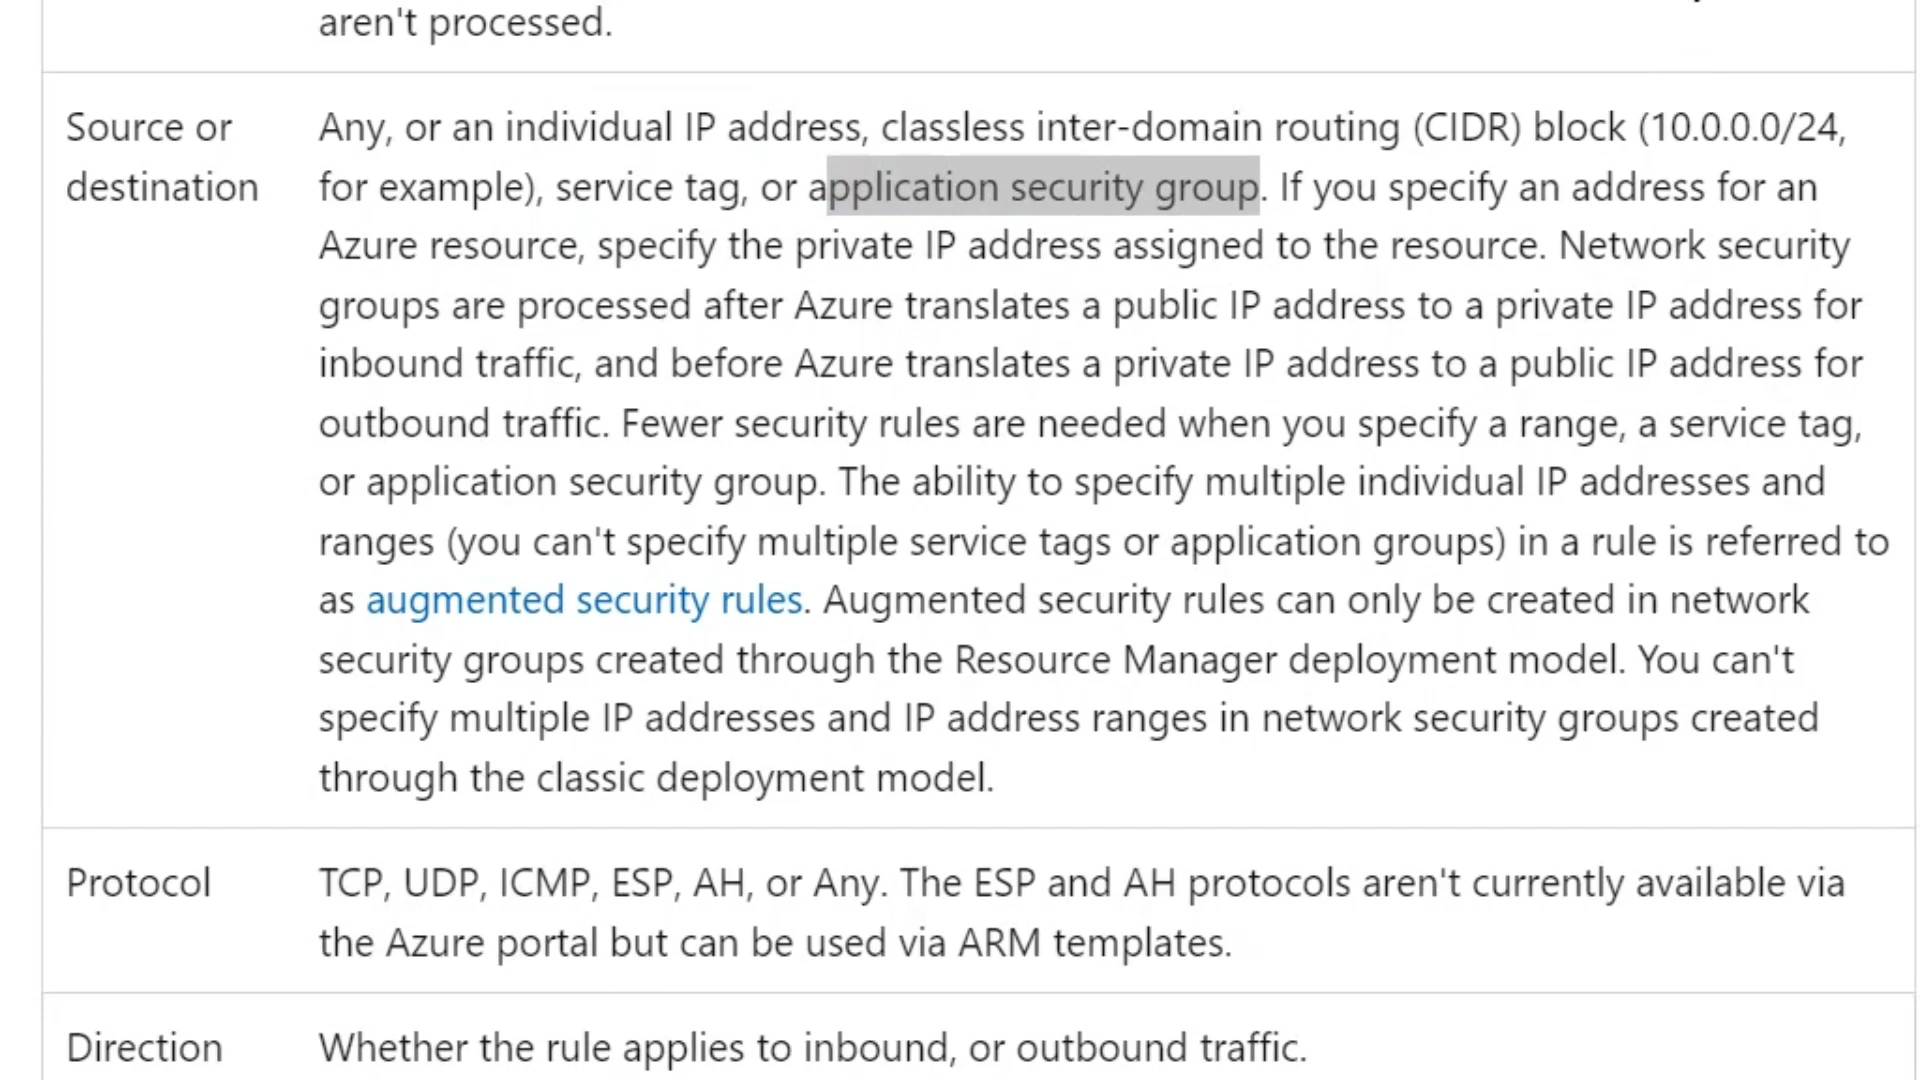 aren't processed.
Source or
destination
Any, or an individual IP address, classless inter-domain routing (CIDR) block (10.0.0.0/24,
for example), service tag, or application security group. If you specify an address for an
Azure resource, specify the private IP address assigned to the resource. Network security
groups are processed after Azure translates a public IP address to a private IP address for
inbound traffic, and before Azure translates a private IP address to a public IP address for
outbound traffic. Fewer security rules are needed when you specify a range, a service tag,
or application security group. The ability to specify multiple individual IP addresses and
ranges (you can't specify multiple service tags or application groups) in a rule is referred to
as augmented security rules. Augmented security rules can only be created in network
security groups created through the Resource Manager deployment model. You can't
specify multiple IP addresses and IP address ranges in network security groups created
through the classic deployment model.
Protocol
TCP, UDP, ICMP, ESP, AH, or Any. The ESP and AH protocols aren't currently available via
the Azure portal but can be used via ARM templates.
Direction
Whether the rule applies to inbound, or outbound traffic.